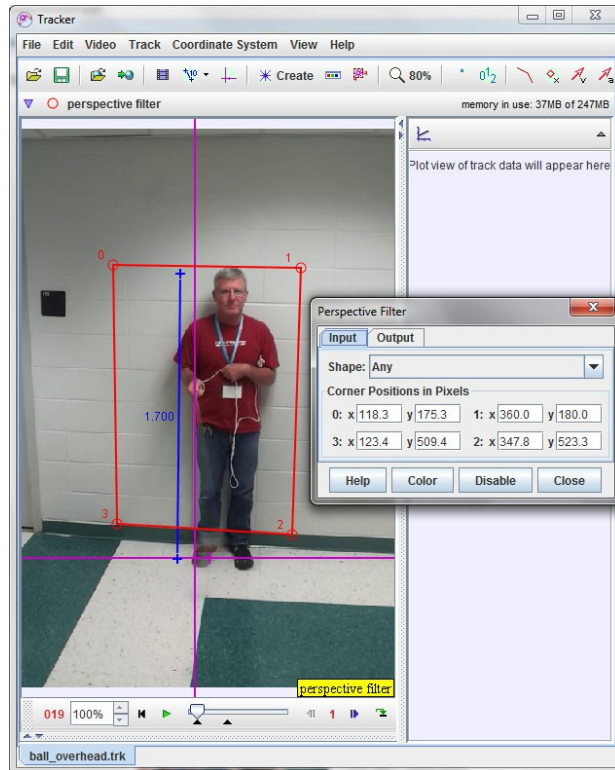 Tracker
File Edit Video Track Coordinate System View Help
Create 80%
perspective filter memory in use: 37MB of 247MB
Plot view of track data will appear here
0 1
1.700
3 2
Perspective Filter
Input Output
Shape: Any
Corner Positions in Pixels
0: x 118.3 y 175.3 1: x 360.0 y 180.0
3: x 123.4 y 509.4 2: x 347.8 y 523.3
Help Color Disable Close
perspective filter
019 100% 1
ball_overhead.trk